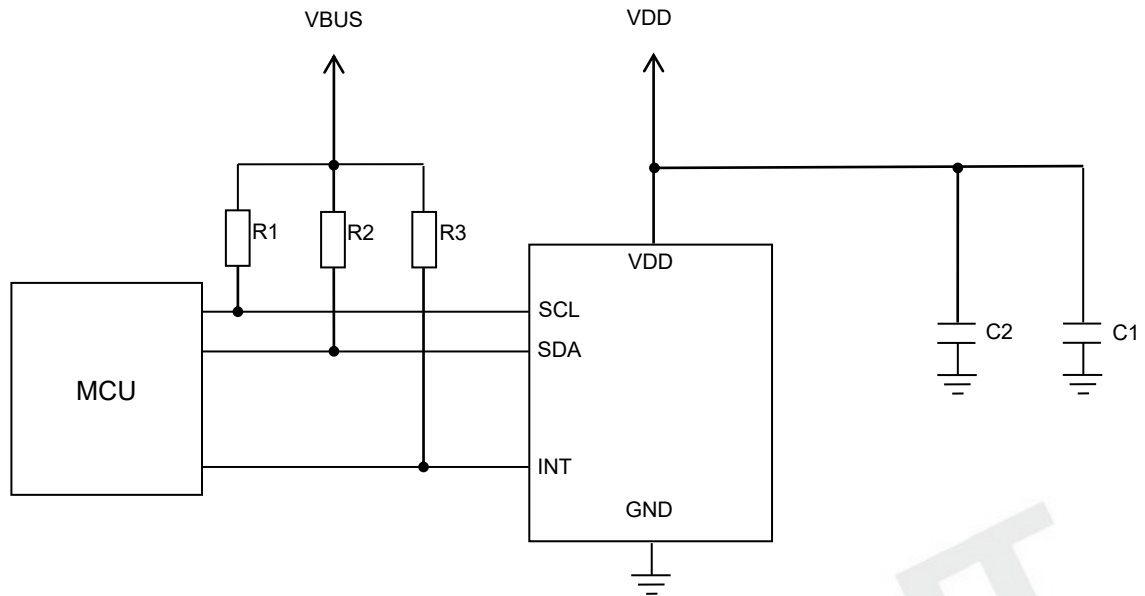 VBUS
VDD
R1
R2
R3
VDD
SCL
SDA
INT
GND
MCU
C2
C1